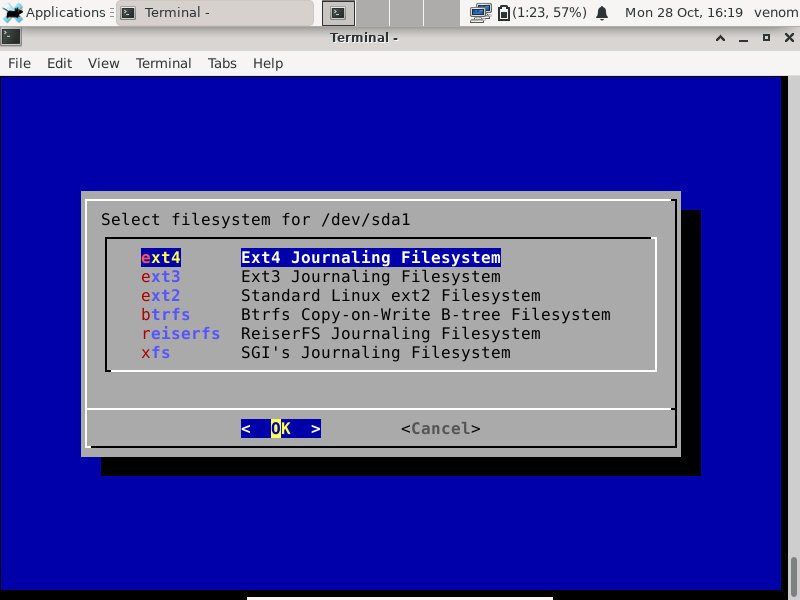 Applications Terminal - (1:23, 57%) Mon 28 Oct, 16:19 venom
Terminal -
File Edit View Terminal Tabs Help
Select filesystem for /dev/sda1
ext4 Ext4 Journaling Filesystem
ext3 Ext3 Journaling Filesystem
ext2 Standard Linux ext2 Filesystem
btrfs Btrfs Copy-on-Write B-tree Filesystem
reiserfs ReiserFS Journaling Filesystem
xfs SGI's Journaling Filesystem
< OK > <Cancel>